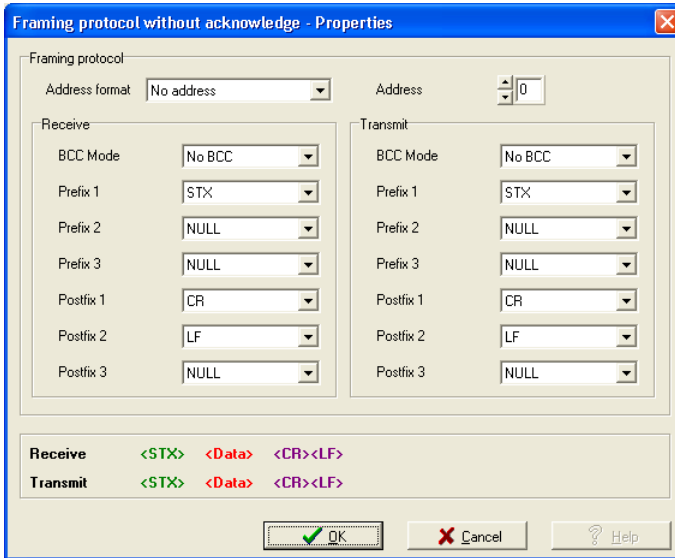 Framing protocol without acknowledge - Properties
Framing protocol
Address format No address Address 0
Receive Transmit
BCC Mode No BCC BCC Mode No BCC
Prefix 1 STX Prefix 1 STX
Prefix 2 NULL Prefix 2 NULL
Prefix 3 NULL Prefix 3 NULL
Postfix 1 CR Postfix 1 CR
Postfix 2 LF Postfix 2 LF
Postfix 3 NULL Postfix 3 NULL
Receive <STX> <Data> <CR><LF>
Transmit <STX> <Data> <CR><LF>
OK Cancel ? Help